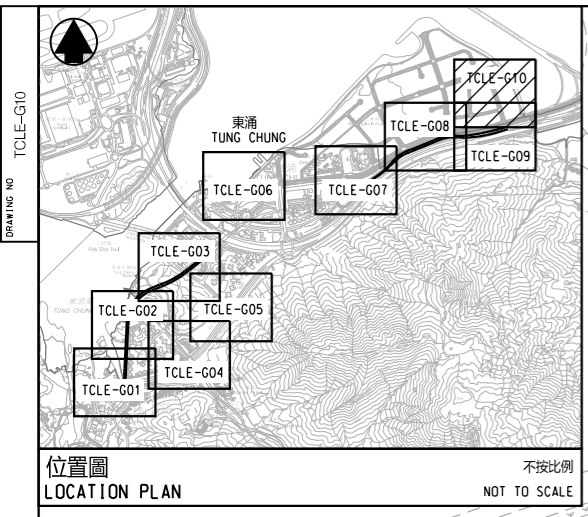 DRAWING NO TCLE-G10
東涌
TUNG CHUNG
TCLE-G10
TCLE-G08
TCLE-G09
TCLE-G06
TCLE-G07
TCLE-G03
TCLE-G02
TCLE-G05
TCLE-G04
TCLE-G01
位置圖
LOCATION PLAN
不按比例
NOT TO SCALE